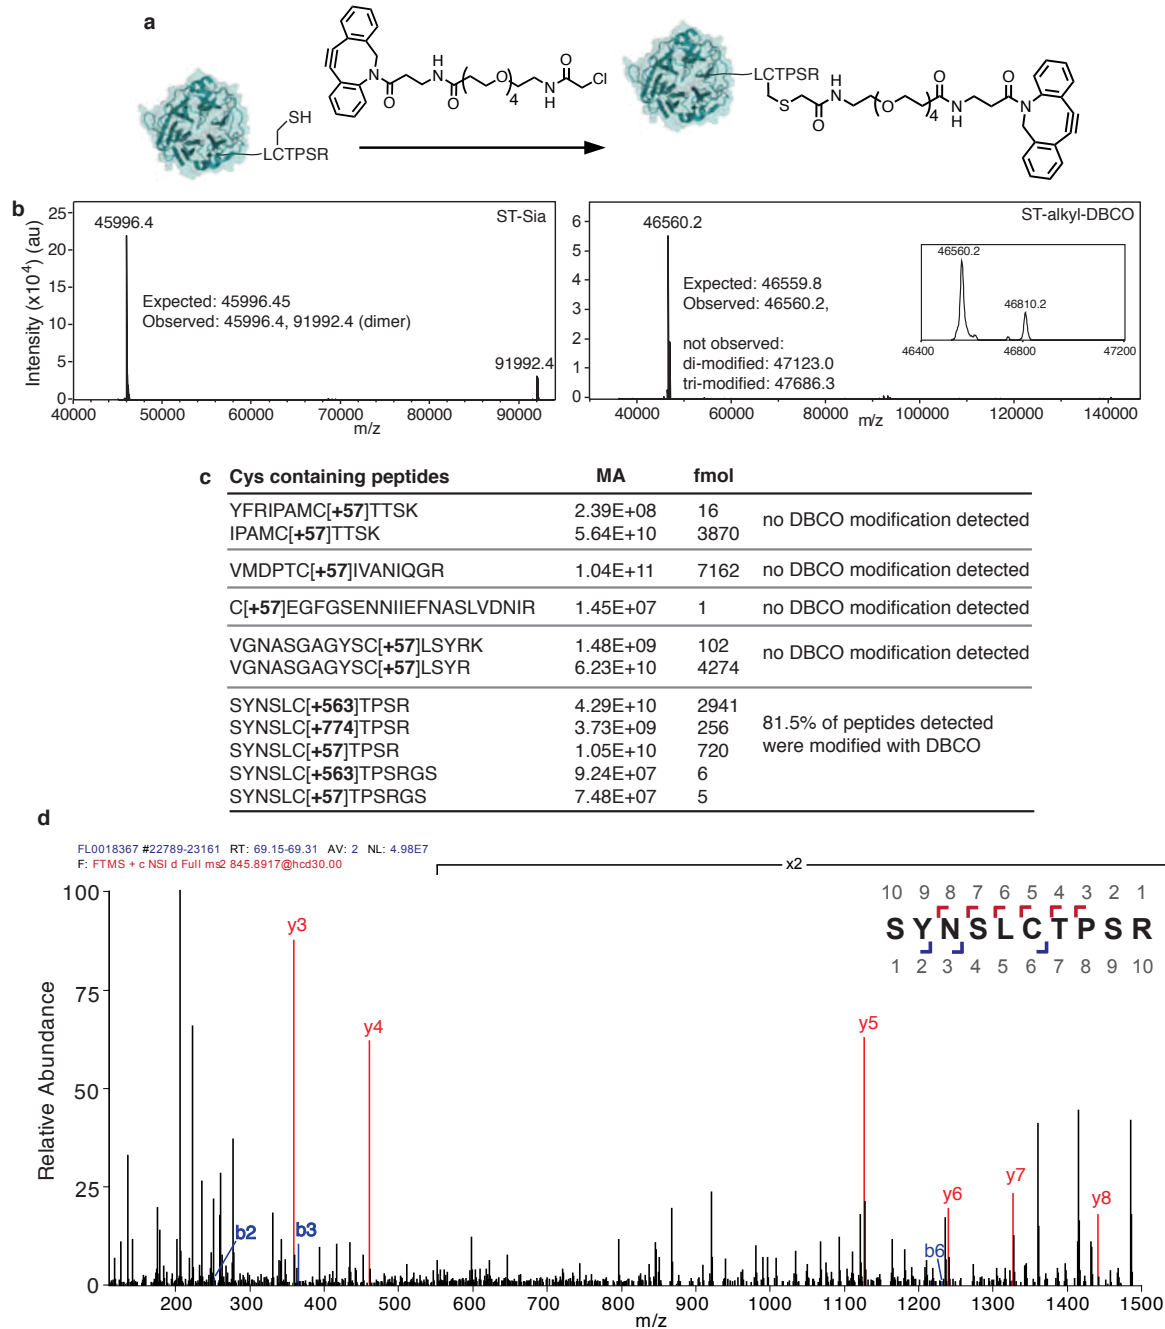 a
SH
LCTPSR
N
O
H
N
O
O
4
N
H
O
Cl
LCTPSR
S
O
H
N
O
4
O
N
H
O
N
b
Intensity (x10⁴) (au)
25
20
15
10
5
0
45996.4
ST-Sia
Expected: 45996.45
Observed: 45996.4, 91992.4 (dimer)
91992.4
40000 50000 60000 70000 80000 90000
m/z
6
5
4
3
2
1
0
46560.2
ST-alkyl-DBCO
Expected: 46559.8
Observed: 46560.2,
not observed:
di-modified: 47123.0
tri-modified: 47686.3
46560.2
46810.2
46400 46800 47200
40000 60000 80000 100000 120000 140000
m/z
c Cys containing peptides MA fmol
YFRIPAMC[+57]TTSK 2.39E+08 16
IPAMC[+57]TTSK 5.64E+10 3870
no DBCO modification detected
VMDPTC[+57]IVANIQGR 1.04E+11 7162 no DBCO modification detected
C[+57]EGFGSENNIIEFNASLVDNIR 1.45E+07 1 no DBCO modification detected
VGNASGAGYSC[+57]LSYRK 1.48E+09 102
VGNASGAGYSC[+57]LSYR 6.23E+10 4274
no DBCO modification detected
SYNSLC[+563]TPSR 4.29E+10 2941
SYNSLC[+774]TPSR 3.73E+09 256
SYNSLC[+57]TPSR 1.05E+10 720
SYNSLC[+563]TPSRGS 9.24E+07 6
SYNSLC[+57]TPSRGS 7.48E+07 5
81.5% of peptides detected
were modified with DBCO
d
FL0018367 #22789-23161 RT: 69.15-69.31 AV: 2 NL: 4.98E7
F: FTMS + c NSI d Full ms2 845.8917@hcd30.00
x2
10 9 8 7 6 5 4 3 2 1
S Y N S L C T P S R
1 2 3 4 5 6 7 8 9 10
Relative Abundance
100
75
50
25
0
b2
y3
b3
y4
y5
b6
y6
y7
y8
200 300 400 500 600 700 800 900 1000 1100 1200 1300 1400 1500
m/z